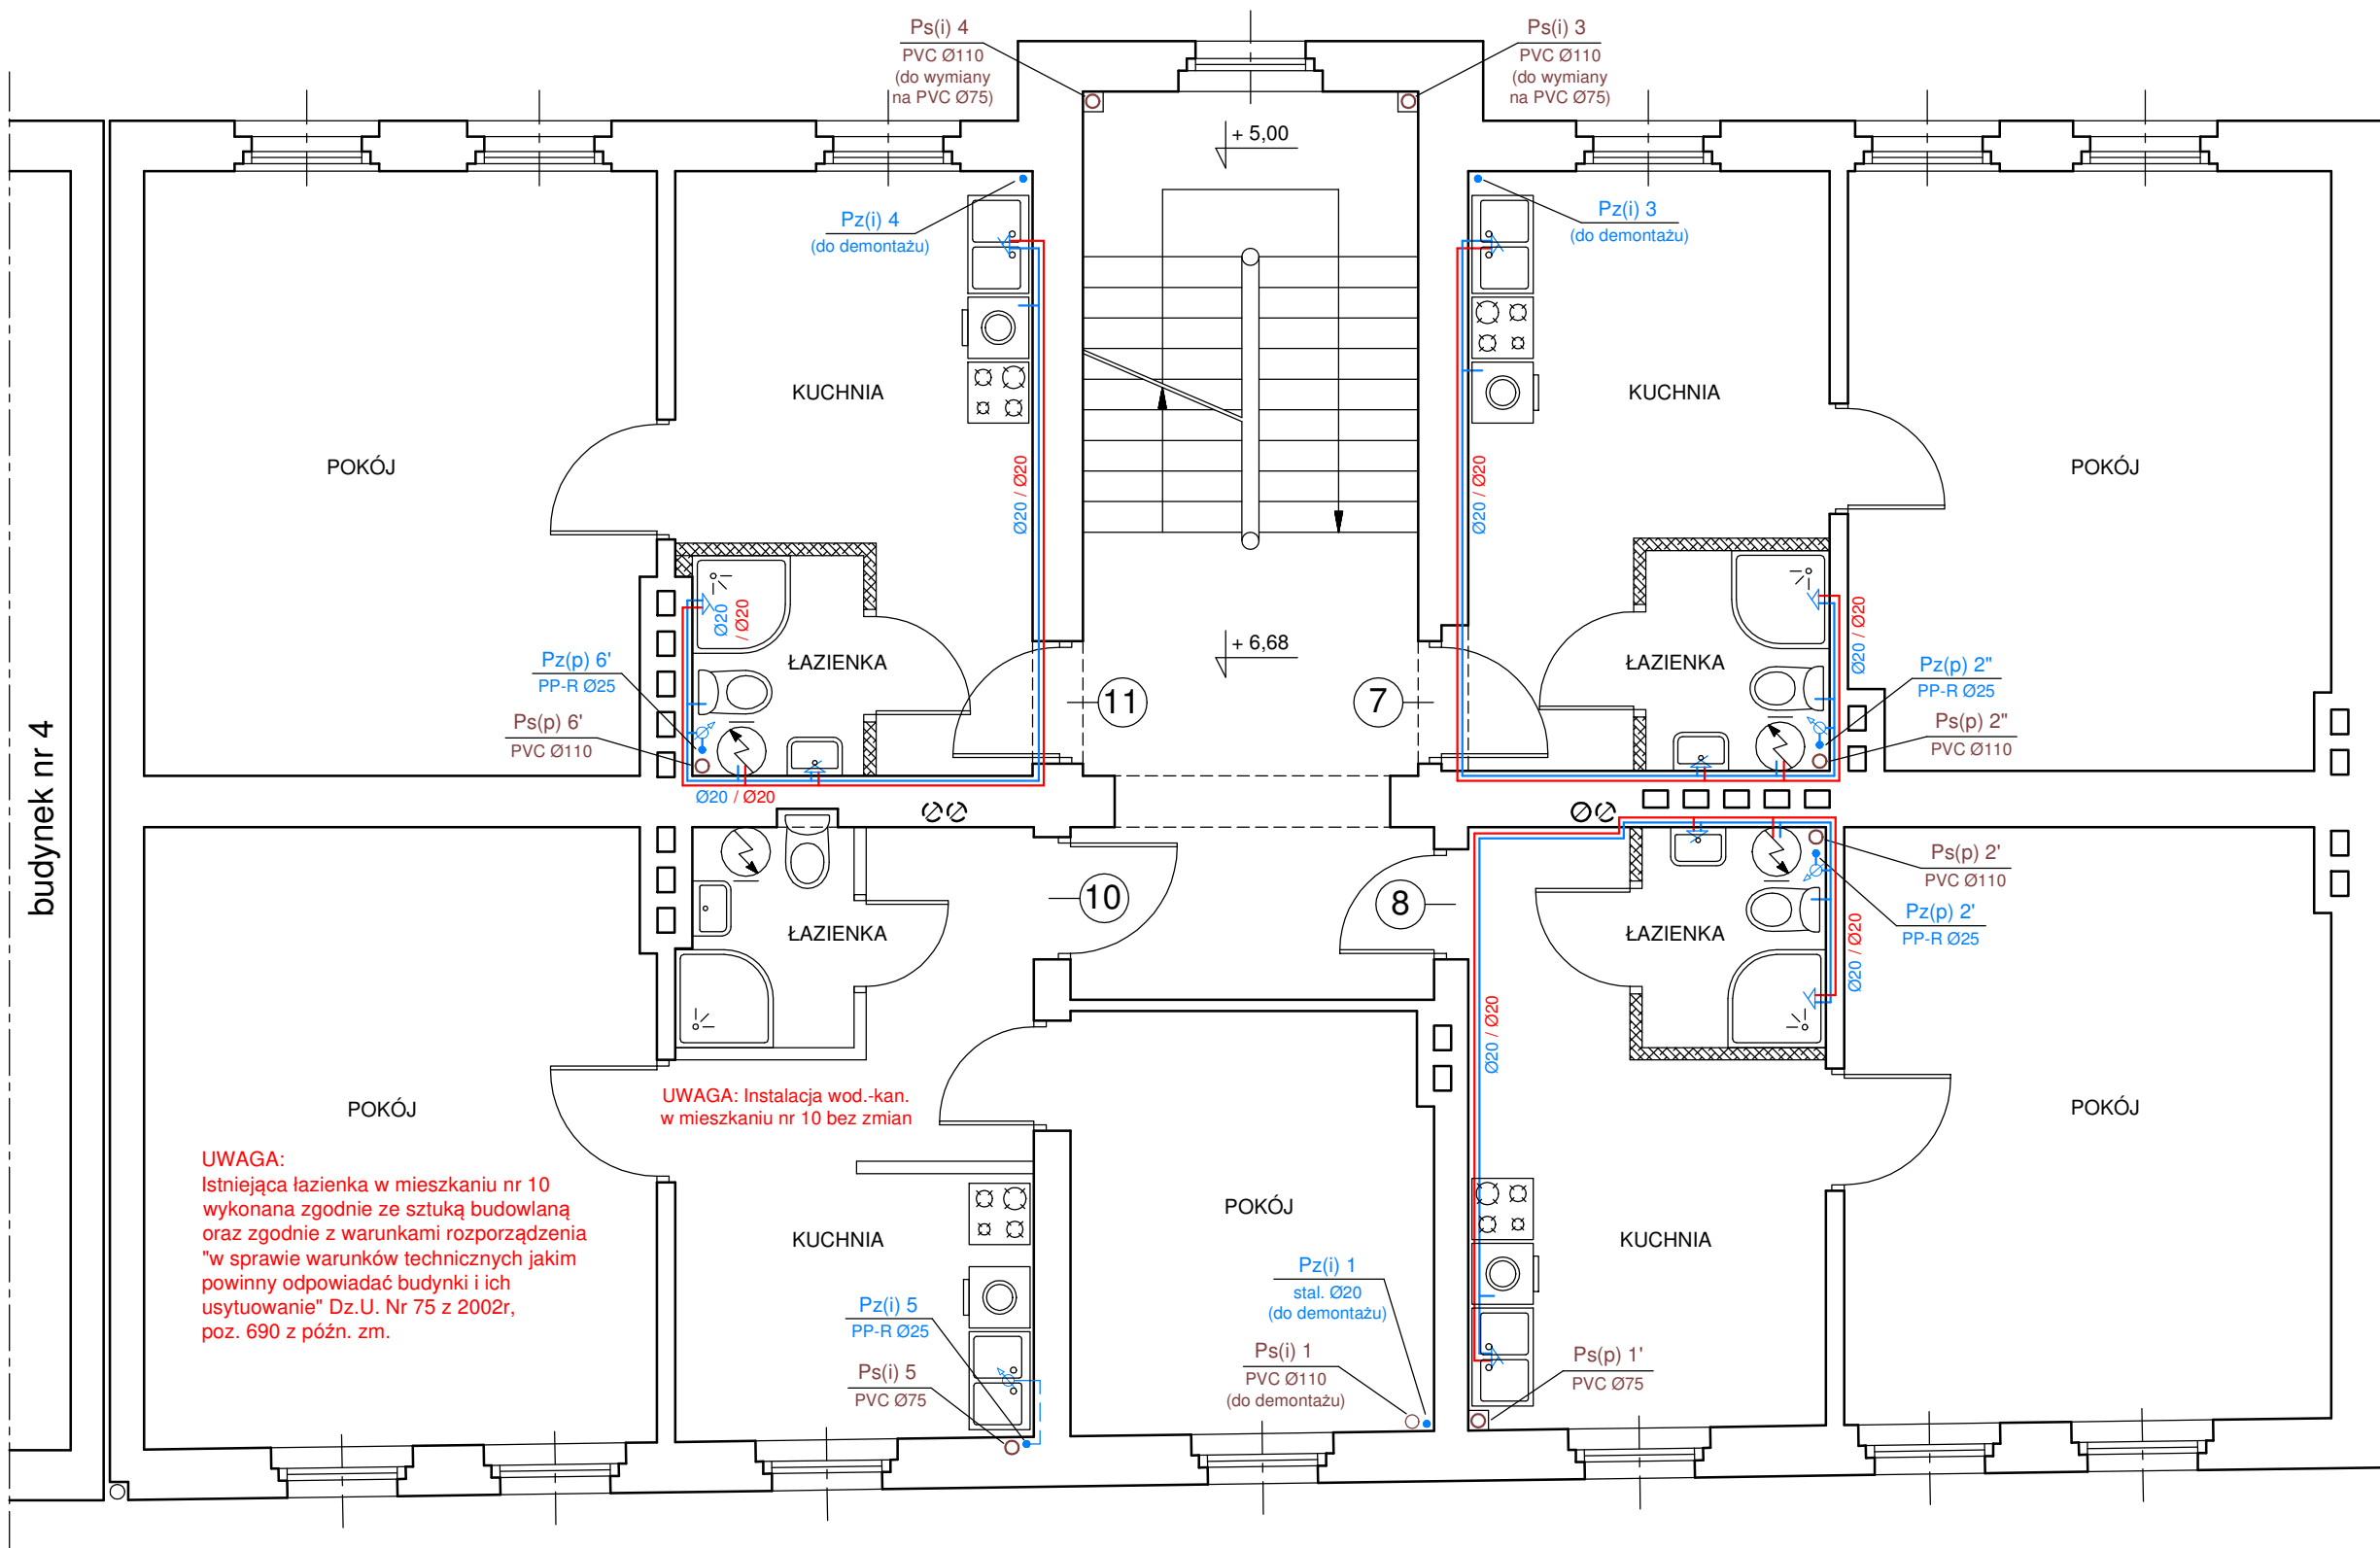 Ps(i) 4
PVC Ø110
(do wymiany
na PVC Ø75)
Ps(i) 3
PVC Ø110
(do wymiany
na PVC Ø75)
+ 5,00
Pz(i) 4
(do demontażu)
Pz(i) 3
(do demontażu)
KUCHNIA
KUCHNIA
POKÓJ
POKÓJ
Ø20 / Ø20
Ø20 / Ø20
Ø20
/ Ø20
Ø20 / Ø20
+ 6,68
ŁAZIENKA
ŁAZIENKA
Pz(p) 6'
PP-R Ø25
Ps(p) 6'
PVC Ø110
Pz(p) 2"
PP-R Ø25
Ps(p) 2"
PVC Ø110
11
7
Ø20 / Ø20
budynek nr 4
10
8
ŁAZIENKA
ŁAZIENKA
Ps(p) 2'
PVC Ø110
Pz(p) 2'
PP-R Ø25
Ø20 / Ø20
Ø20 / Ø20
UWAGA: Instalacja wod.-kan.
w mieszkaniu nr 10 bez zmian
POKÓJ
POKÓJ
UWAGA:
Istniejąca łazienka w mieszkaniu nr 10
wykonana zgodnie ze sztuką budowlaną
oraz zgodnie z warunkami rozporządzenia
"w sprawie warunków technicznych jakim
powinny odpowiadać budynki i ich
usytuowanie" Dz.U. Nr 75 z 2002r,
poz. 690 z późn. zm.
POKÓJ
KUCHNIA
KUCHNIA
Pz(i) 5
PP-R Ø25
Ps(i) 5
PVC Ø75
Pz(i) 1
stal. Ø20
(do demontażu)
Ps(i) 1
PVC Ø110
(do demontażu)
Ps(p) 1'
PVC Ø75